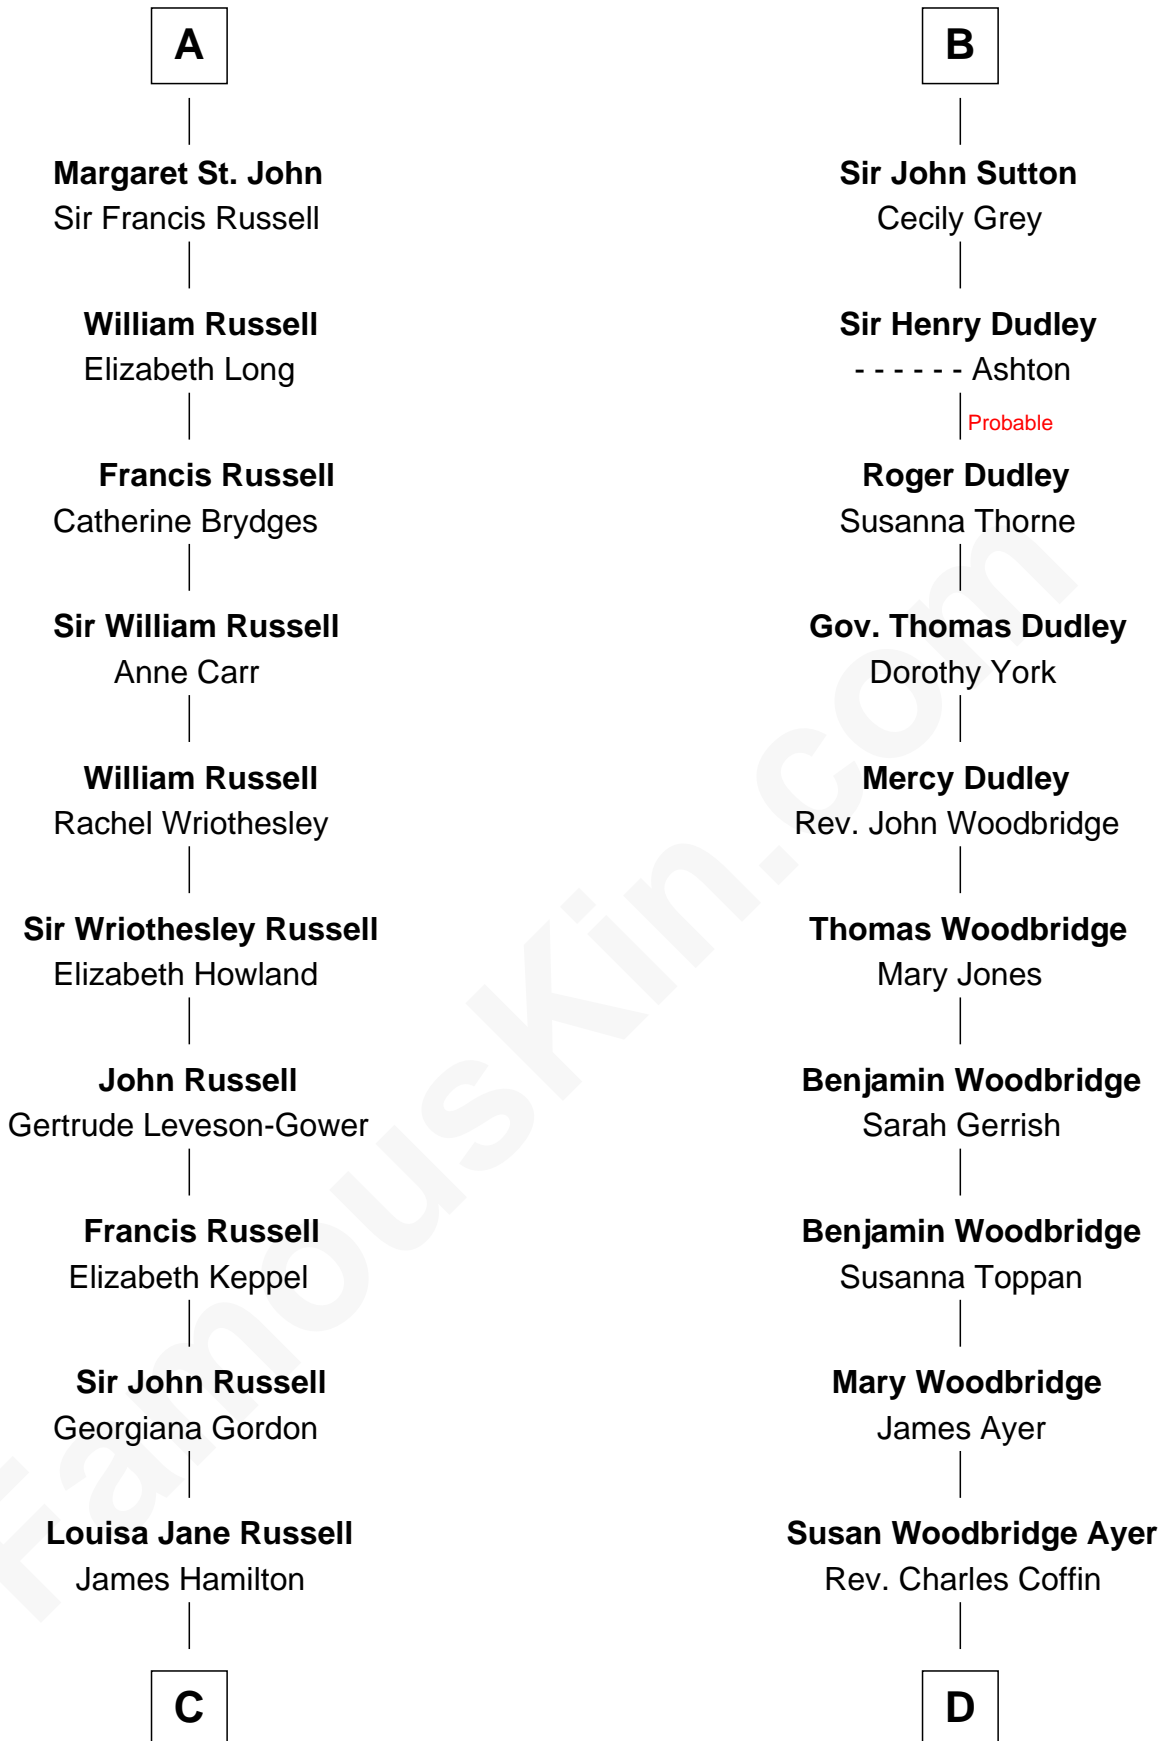 A
Margaret St. John
Sir Francis Russell
William Russell
Elizabeth Long
Francis Russell
Catherine Brydges
Sir William Russell
Anne Carr
William Russell
Rachel Wriothesley
Sir Wriothesley Russell
Elizabeth Howland
John Russell
Gertrude Leveson-Gower
Francis Russell
Elizabeth Keppel
Sir John Russell
Georgiana Gordon
Louisa Jane Russell
James Hamilton
C
B
Sir John Sutton
Cecily Grey
Sir Henry Dudley
- - - - - - Ashton
Probable
Roger Dudley
Susanna Thorne
Gov. Thomas Dudley
Dorothy York
Mercy Dudley
Rev. John Woodbridge
Thomas Woodbridge
Mary Jones
Benjamin Woodbridge
Sarah Gerrish
Benjamin Woodbridge
Susanna Toppan
Mary Woodbridge
James Ayer
Susan Woodbridge Ayer
Rev. Charles Coffin
D
FamousKin.com